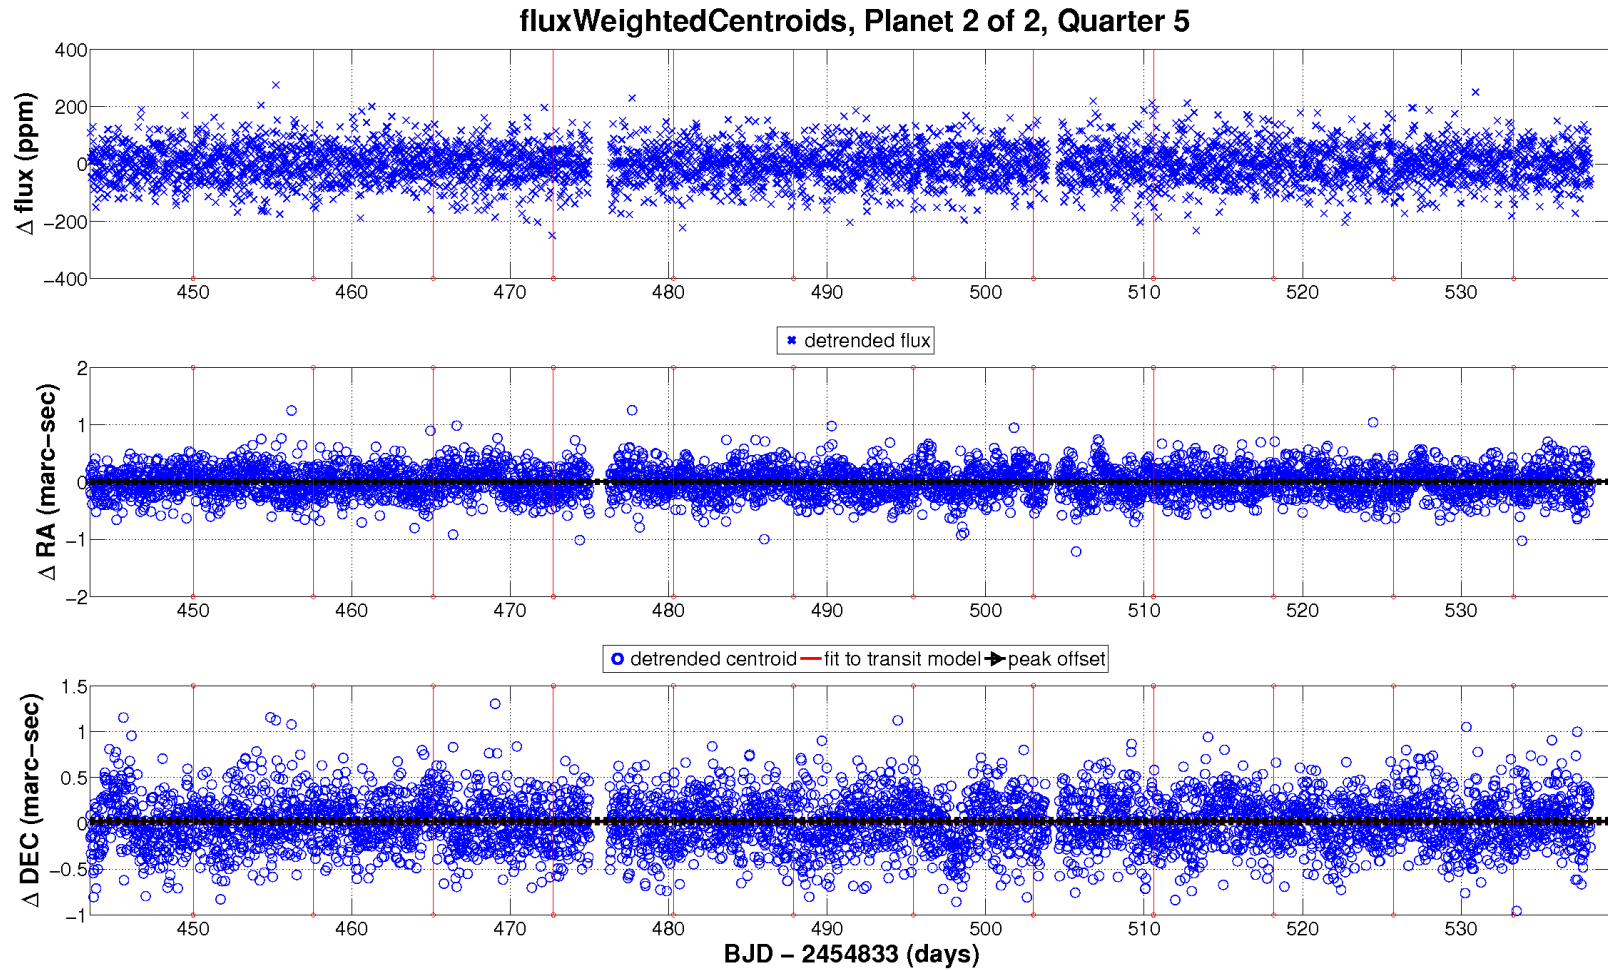 fluxWeightedCentroids, Planet 2 of 2, Quarter 5
Δ flux (ppm)
400
200
0
−200
−400
450 460 470 480 490 500 510 520 530
detrended flux
Δ RA (marc−sec)
2
1
0
−1
−2
450 460 470 480 490 500 510 520 530
detrended centroid fit to transit model peak offset
Δ DEC (marc−sec)
1.5
1
0.5
0
−0.5
−1
450 460 470 480 490 500 510 520 530
BJD − 2454833 (days)